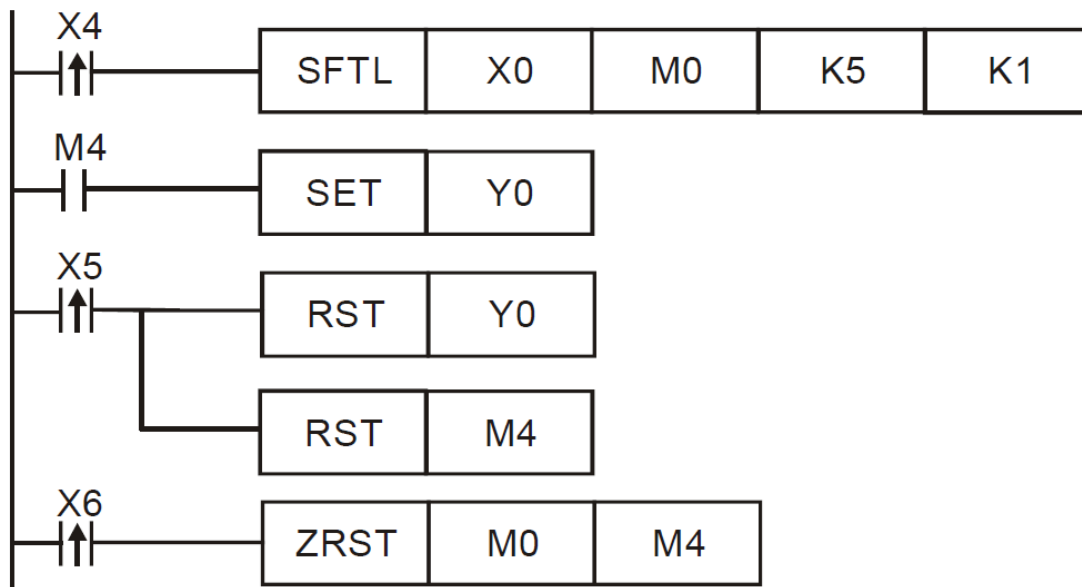 X4
SFTL X0 M0 K5 K1
M4
SET Y0
X5
RST Y0
RST M4
X6
ZRST M0 M4